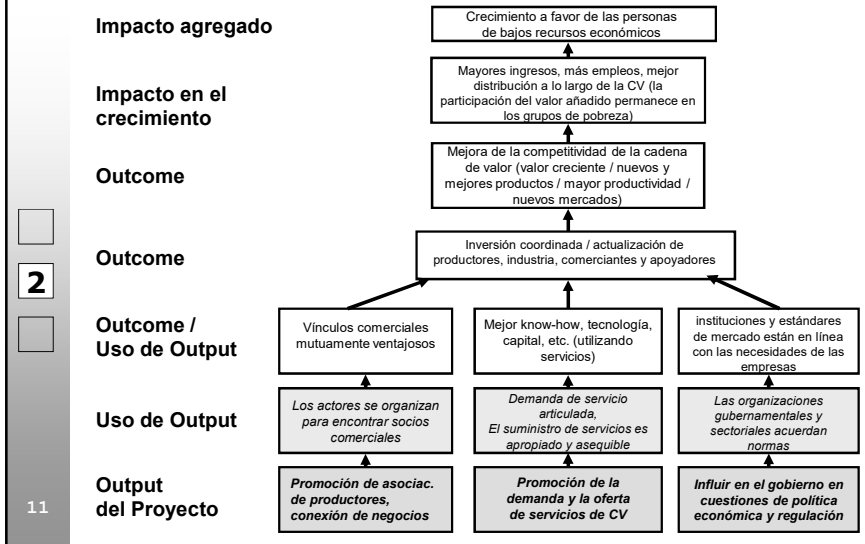 Impacto agregado
Crecimiento a favor de las personas
de bajos recursos económicos
Impacto en el
crecimiento
Mayores ingresos, más empleos, mejor
distribución a lo largo de la CV (la
participación del valor añadido permanece en
los grupos de pobreza)
Outcome
Mejora de la competitividad de la cadena
de valor (valor creciente / nuevos y
mejores productos / mayor productividad /
nuevos mercados)
Outcome
Inversión coordinada / actualización de
productores, industria, comerciantes y apoyadores
2
Outcome /
Uso de Output
Vínculos comerciales
mutuamente ventajosos
Mejor know-how, tecnología,
capital, etc. (utilizando
servicios)
instituciones y estándares
de mercado están en línea
con las necesidades de las
empresas
Uso de Output
Los actores se organizan
para encontrar socios
comerciales
Demanda de servicio
articulada,
El suministro de servicios es
apropiado y asequible
Las organizaciones
gubernamentales y
sectoriales acuerdan
normas
Output
del Proyecto
Promoción de asociac.
de productores,
conexión de negocios
Promoción de la
demanda y la oferta
de servicios de CV
Influir en el gobierno en
cuestiones de política
económica y regulación
11